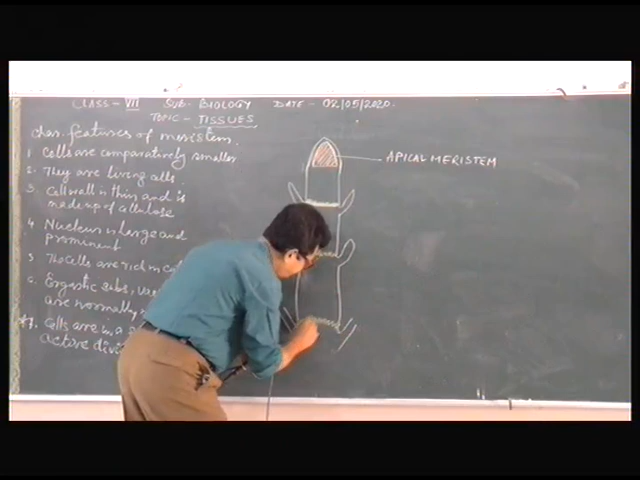 CLASS - VII SUB- BIOLOGY DATE - 02/05/2020.
TOPIC - TISSUES
Char. features of meristem.
1 Cells are comparatively smaller
2. They are living cells.
3. Cell wall is thin and is
made up of cellulose
4 Nucleus is large and
prominent
5 The Cells are rich in
6. Ergastic subs,
are normally
*7. Cells are in a
active
APICAL MERISTEM